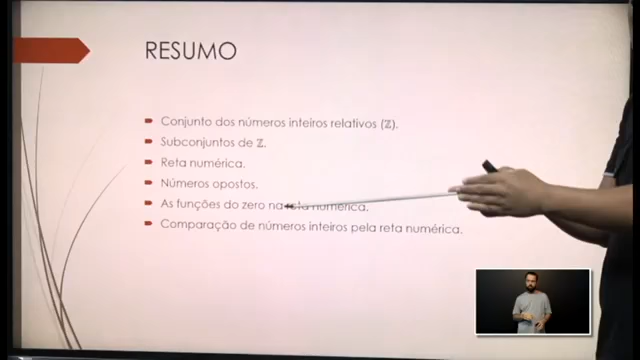 RESUMO
Conjunto dos números inteiros relativos (ℤ).
Subconjuntos de ℤ.
Reta numérica.
Números opostos.
As funções do zero na reta numérica.
Comparação de números inteiros pela reta numérica.